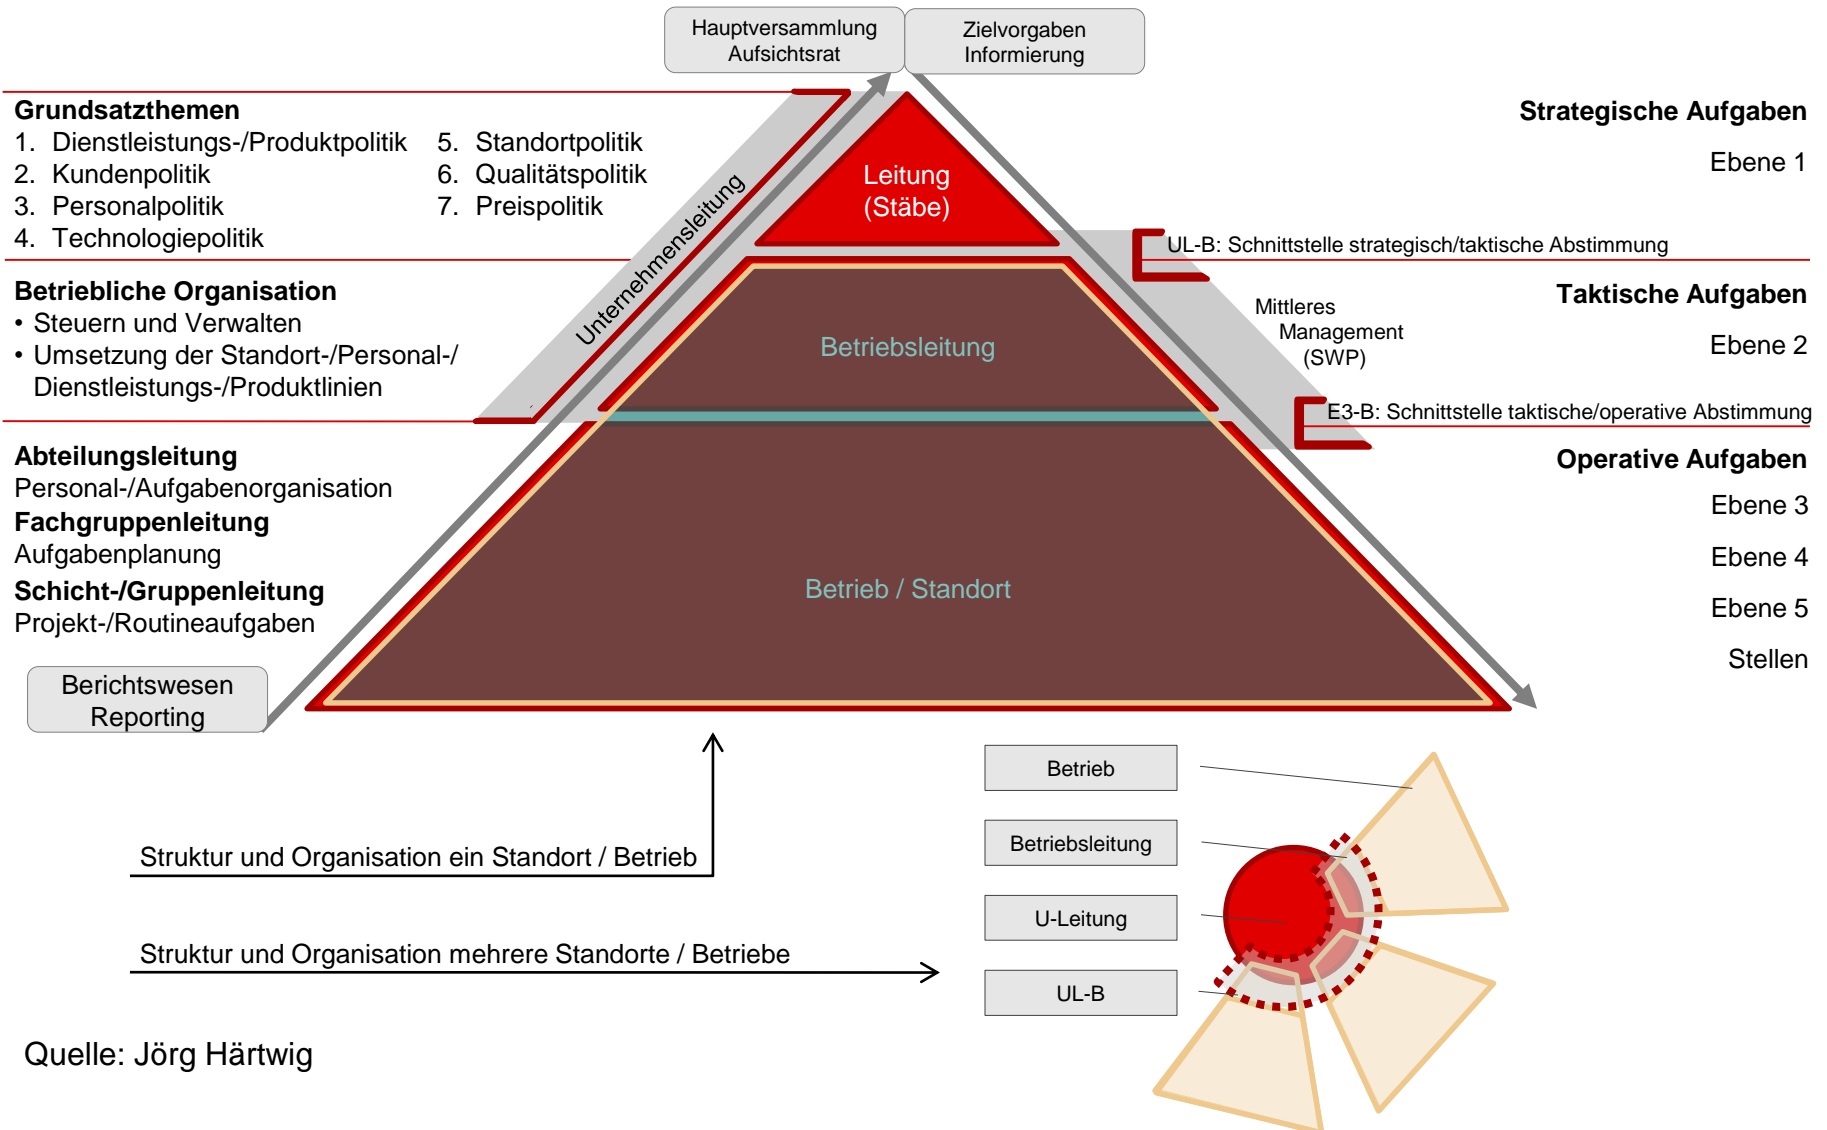 Hauptversammlung
Aufsichtsrat
Zielvorgaben
Informierung
Grundsatzthemen
1. Dienstleistungs-/Produktpolitik
2. Kundenpolitik
3. Personalpolitik
4. Technologiepolitik
5. Standortpolitik
6. Qualitätspolitik
7. Preispolitik
Unternehmensleitung
Leitung
(Stäbe)
Strategische Aufgaben
Ebene 1
UL-B: Schnittstelle strategisch/taktische Abstimmung
Betriebliche Organisation
• Steuern und Verwalten
• Umsetzung der Standort-/Personal-/
Dienstleistungs-/Produktlinien
Betriebsleitung
Mittleres
Management
(SWP)
Taktische Aufgaben
Ebene 2
E3-B: Schnittstelle taktische/operative Abstimmung
Abteilungsleitung
Personal-/Aufgabenorganisation
Fachgruppenleitung
Aufgabenplanung
Schicht-/Gruppenleitung
Projekt-/Routineaufgaben
Betrieb / Standort
Operative Aufgaben
Ebene 3
Ebene 4
Ebene 5
Stellen
Berichtswesen
Reporting
Struktur und Organisation ein Standort / Betrieb
Struktur und Organisation mehrere Standorte / Betriebe
Betrieb
Betriebsleitung
U-Leitung
UL-B
Quelle: Jörg Härtwig